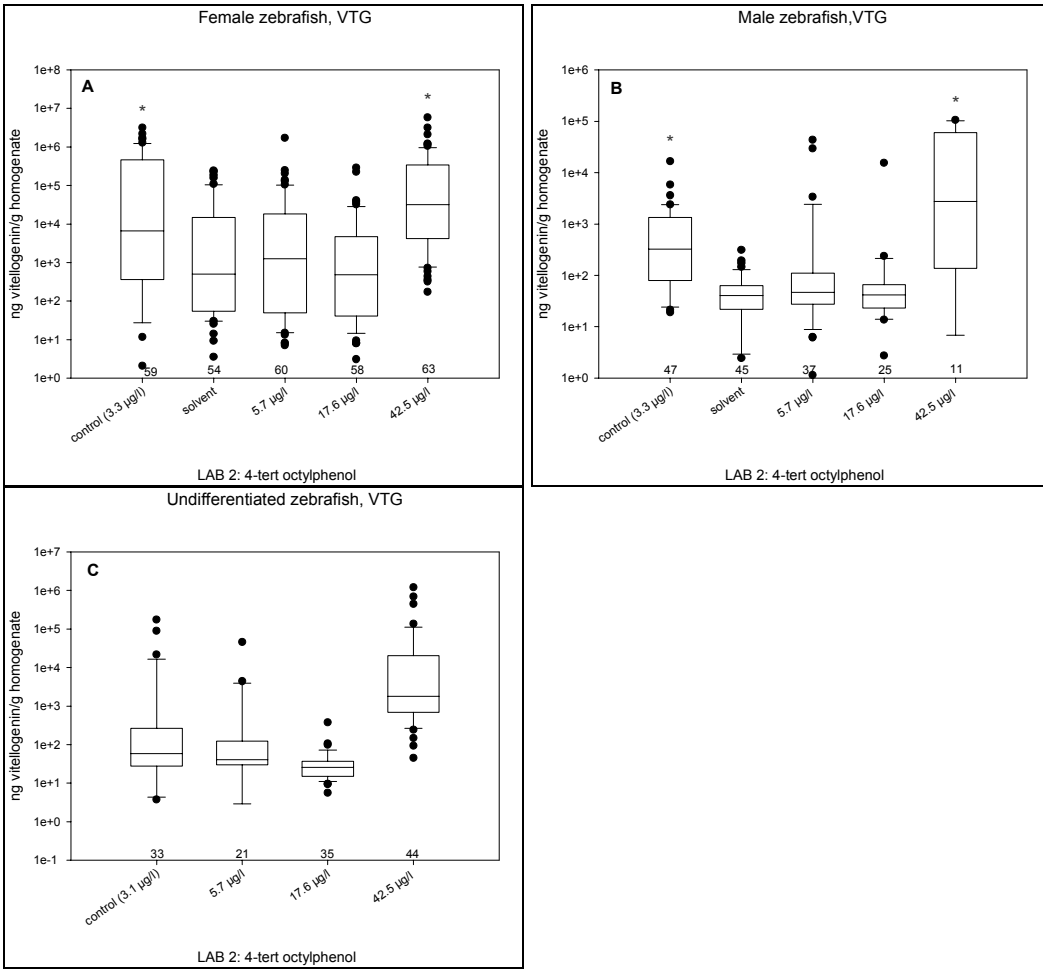 Female zebrafish, VTG
A
ng vitellogenin/g homogenate
1e+8
1e+7
1e+6
1e+5
1e+4
1e+3
1e+2
1e+1
1e+0
*
*
59
54
60
58
63
control (3.3 µg/l)
solvent
5.7 µg/l
17.6 µg/l
42.5 µg/l
LAB 2: 4-tert octylphenol
Male zebrafish,VTG
B
ng vitellogenin/g homogenate
1e+6
1e+5
1e+4
1e+3
1e+2
1e+1
1e+0
*
*
47
45
37
25
11
control (3.3 µg/l)
solvent
5.7 µg/l
17.6 µg/l
42.5 µg/l
LAB 2: 4-tert octylphenol
Undifferentiated zebrafish, VTG
C
ng vitellogenin/g homogenate
1e+7
1e+6
1e+5
1e+4
1e+3
1e+2
1e+1
1e+0
1e-1
33
21
35
44
control (3.1 µg/l)
5.7 µg/l
17.6 µg/l
42.5 µg/l
LAB 2: 4-tert octylphenol